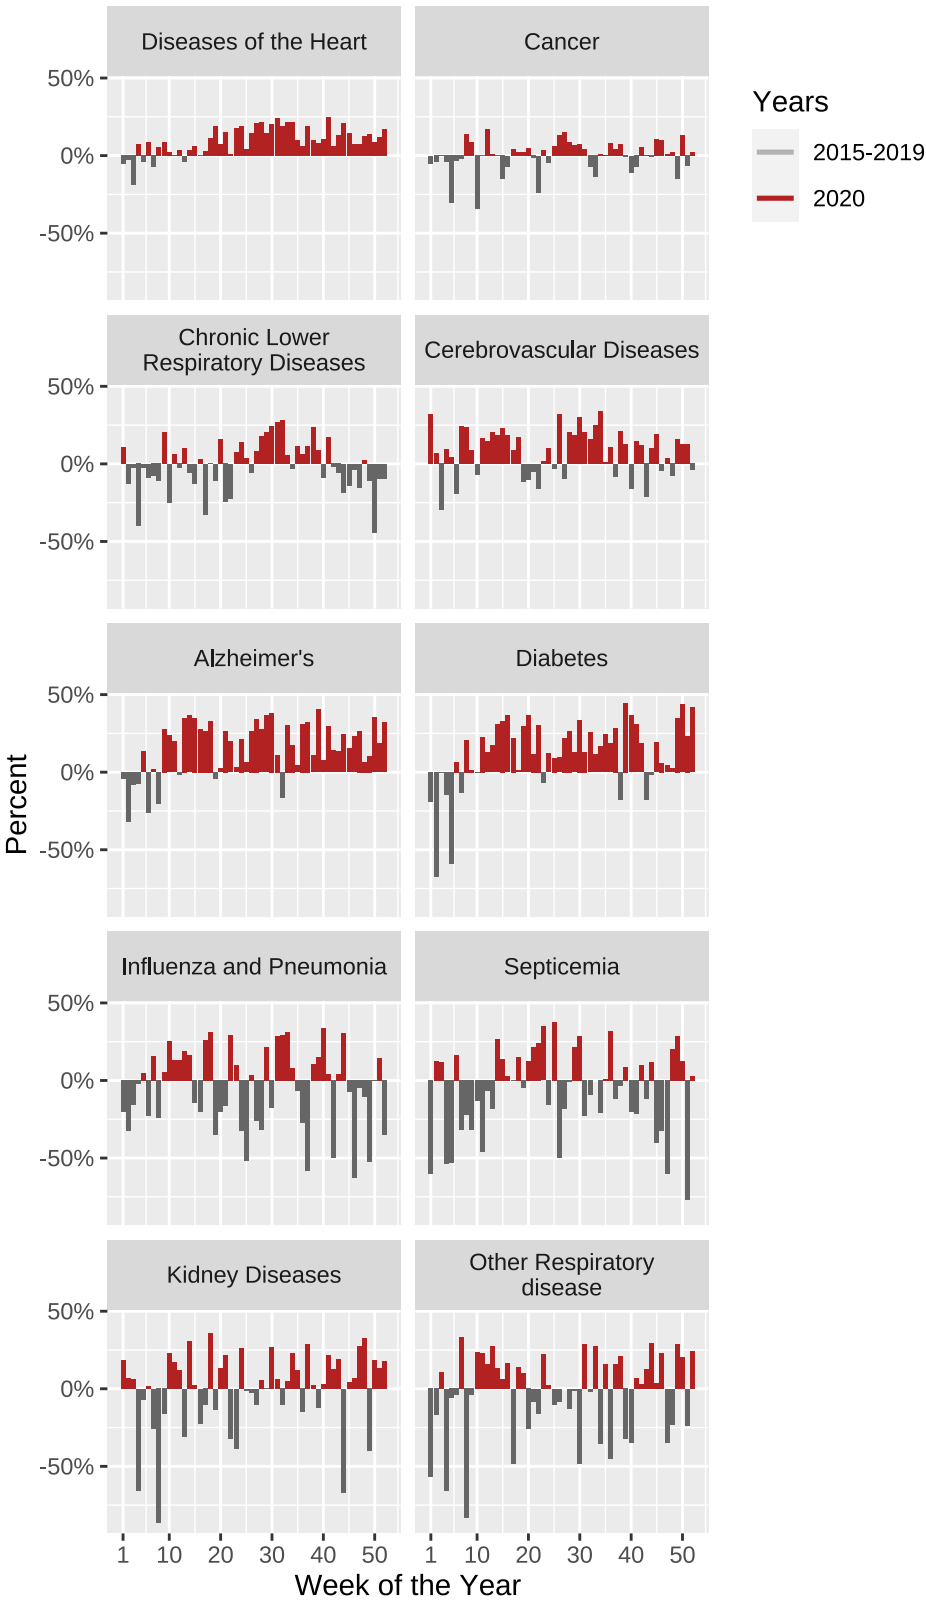 Diseases of the Heart
Cancer
50%
0%
-50%
Years
2015-2019
2020
Chronic Lower
Respiratory Diseases
Cerebrovascular Diseases
50%
0%
-50%
Alzheimer's
Diabetes
50%
0%
-50%
Percent
Influenza and Pneumonia
Septicemia
50%
0%
-50%
Kidney Diseases
Other Respiratory
disease
50%
0%
-50%
1 10 20 30 40 50
1 10 20 30 40 50
Week of the Year